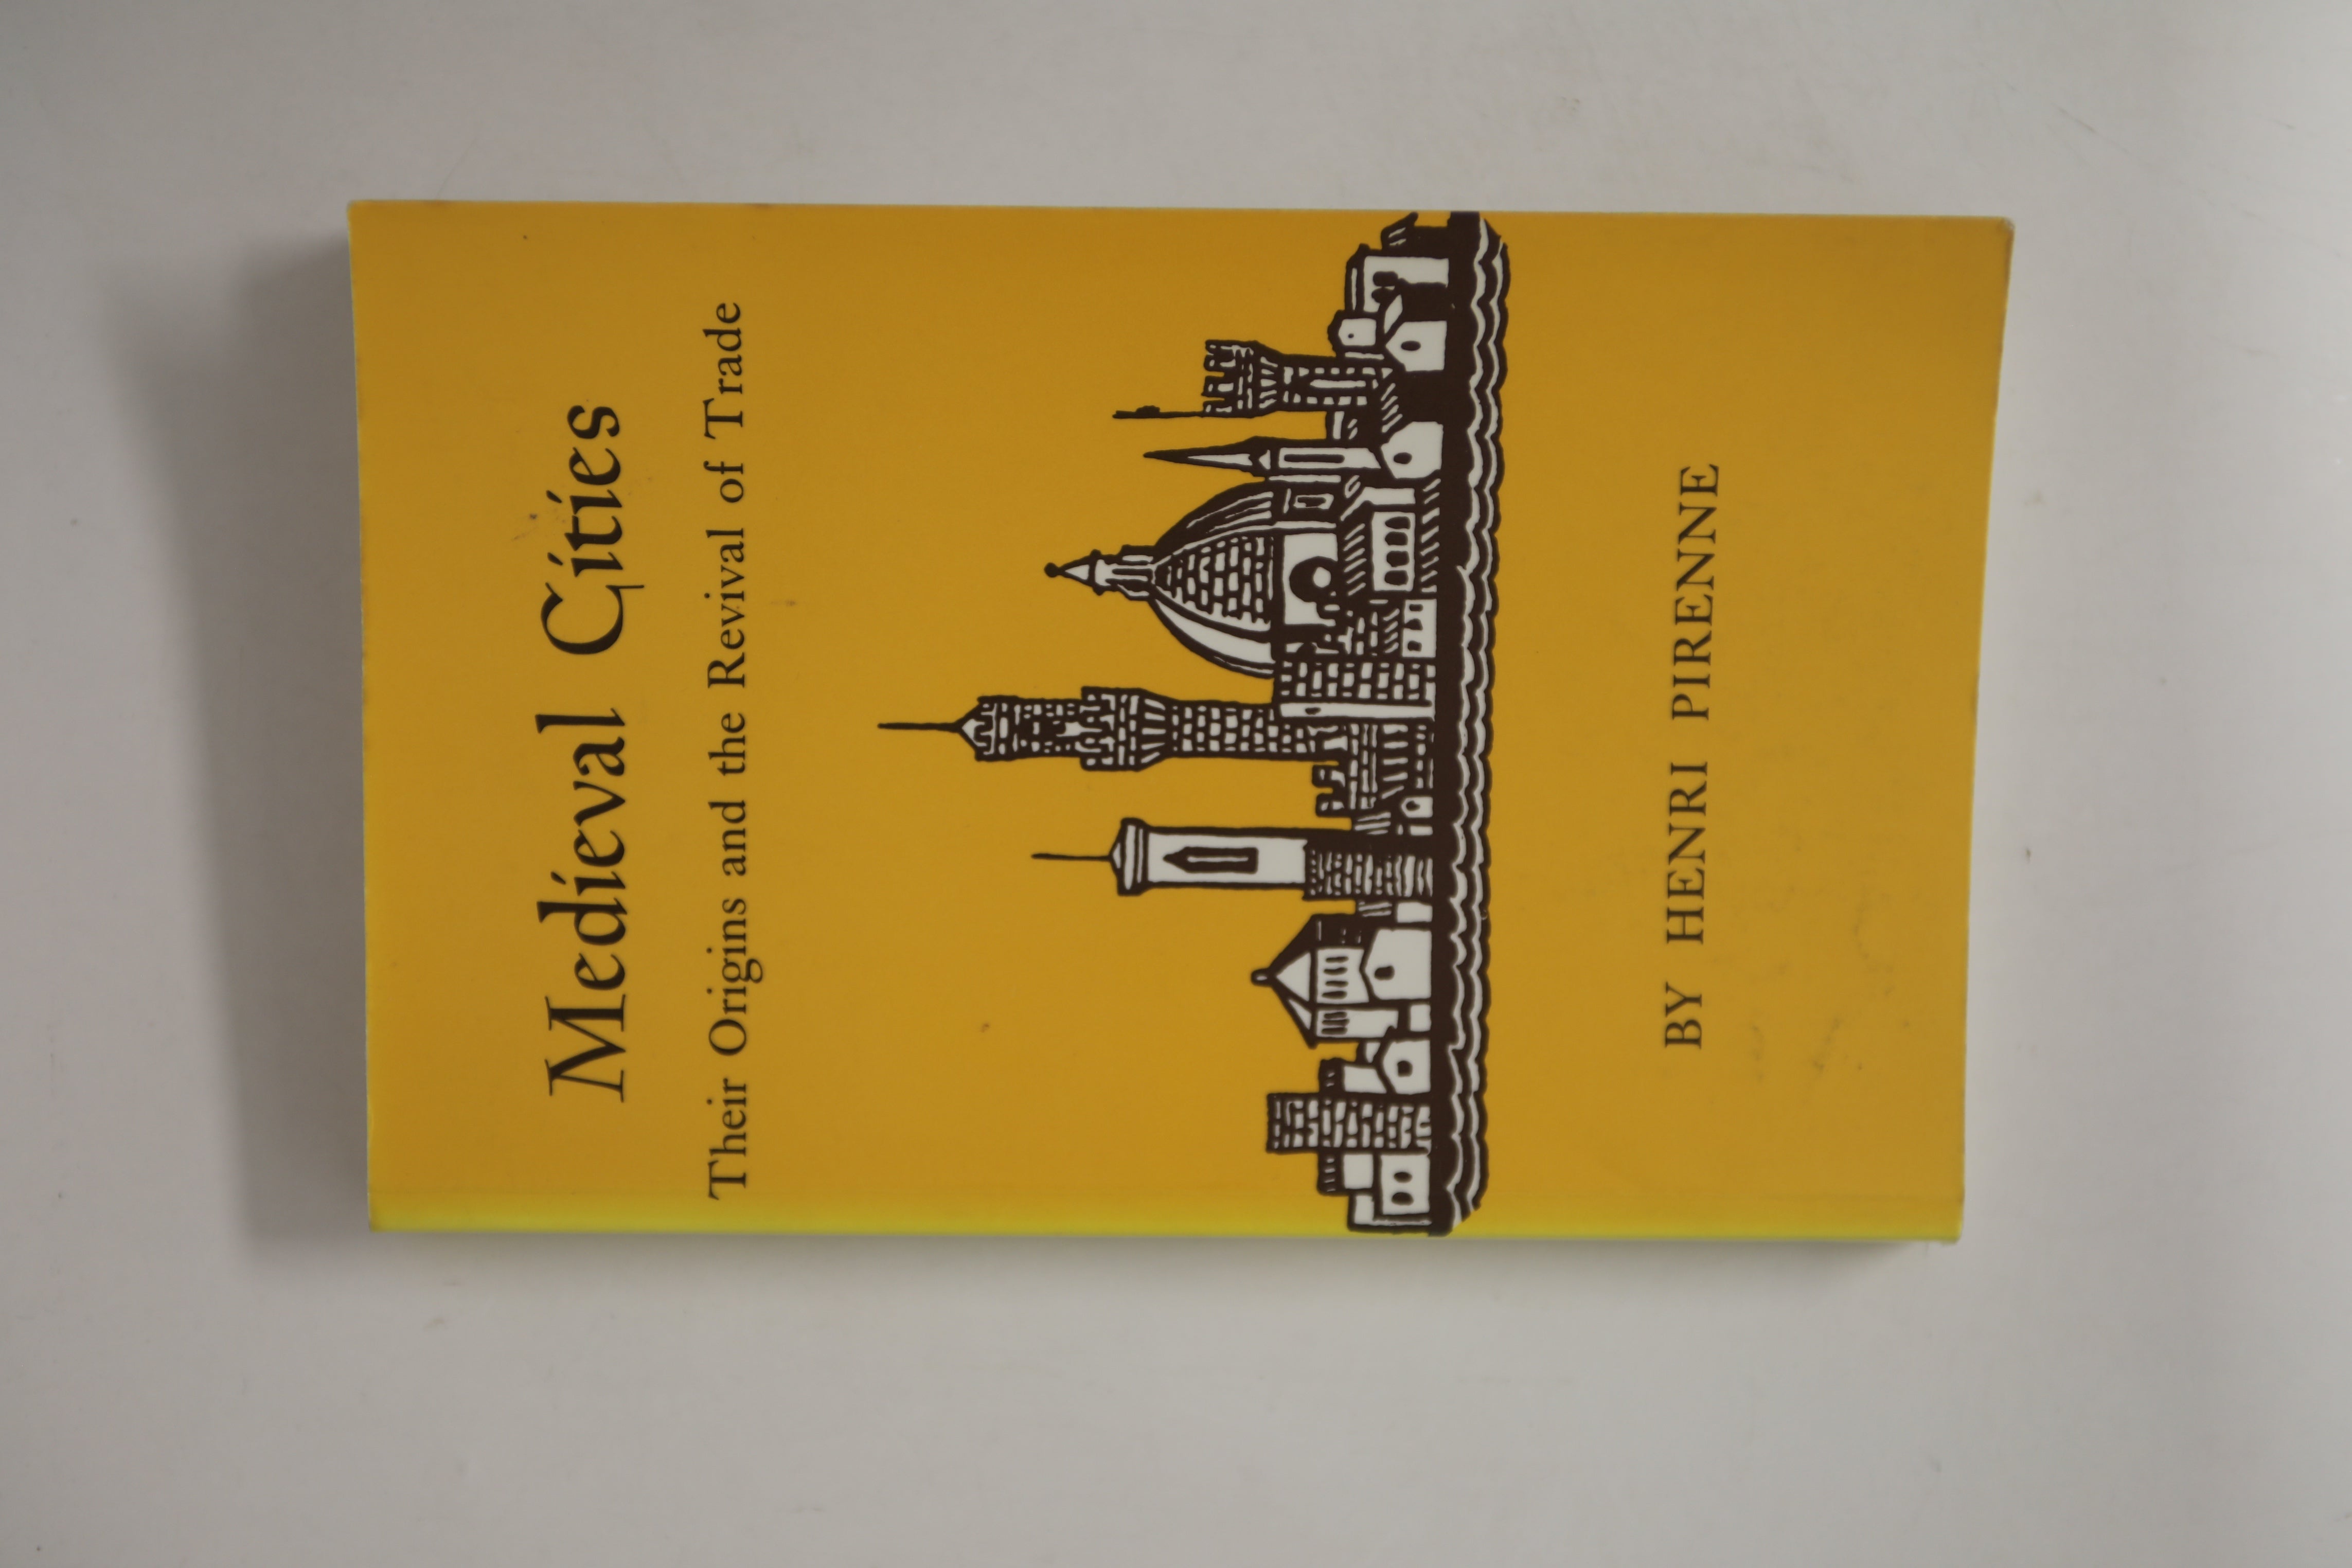 Medieval Cities
Their Origins and the Revival of Trade
BY HENRI PIRENNE